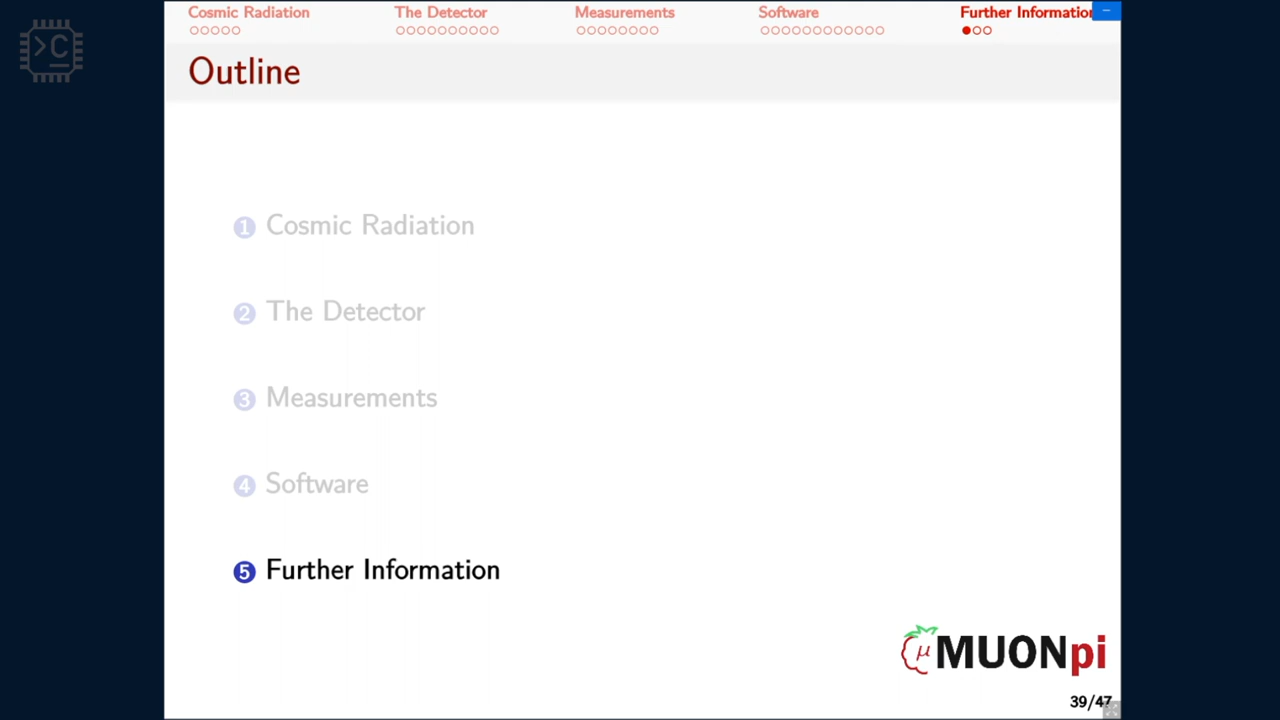 Cosmic Radiation The Detector Measurements Software Further Information
Outline
1 Cosmic Radiation
2 The Detector
3 Measurements
4 Software
5 Further Information
μ MUONpi
39/47
>C_